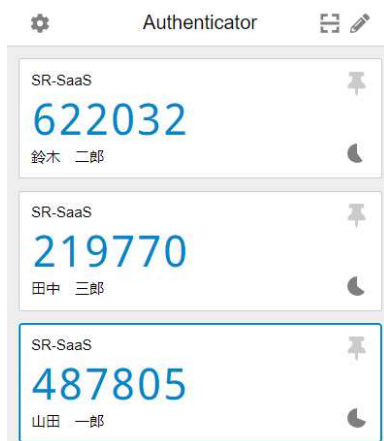 Authenticator
SR-SaaS
622032
鈴木　二郎
SR-SaaS
219770
田中　三郎
SR-SaaS
487805
山田　一郎